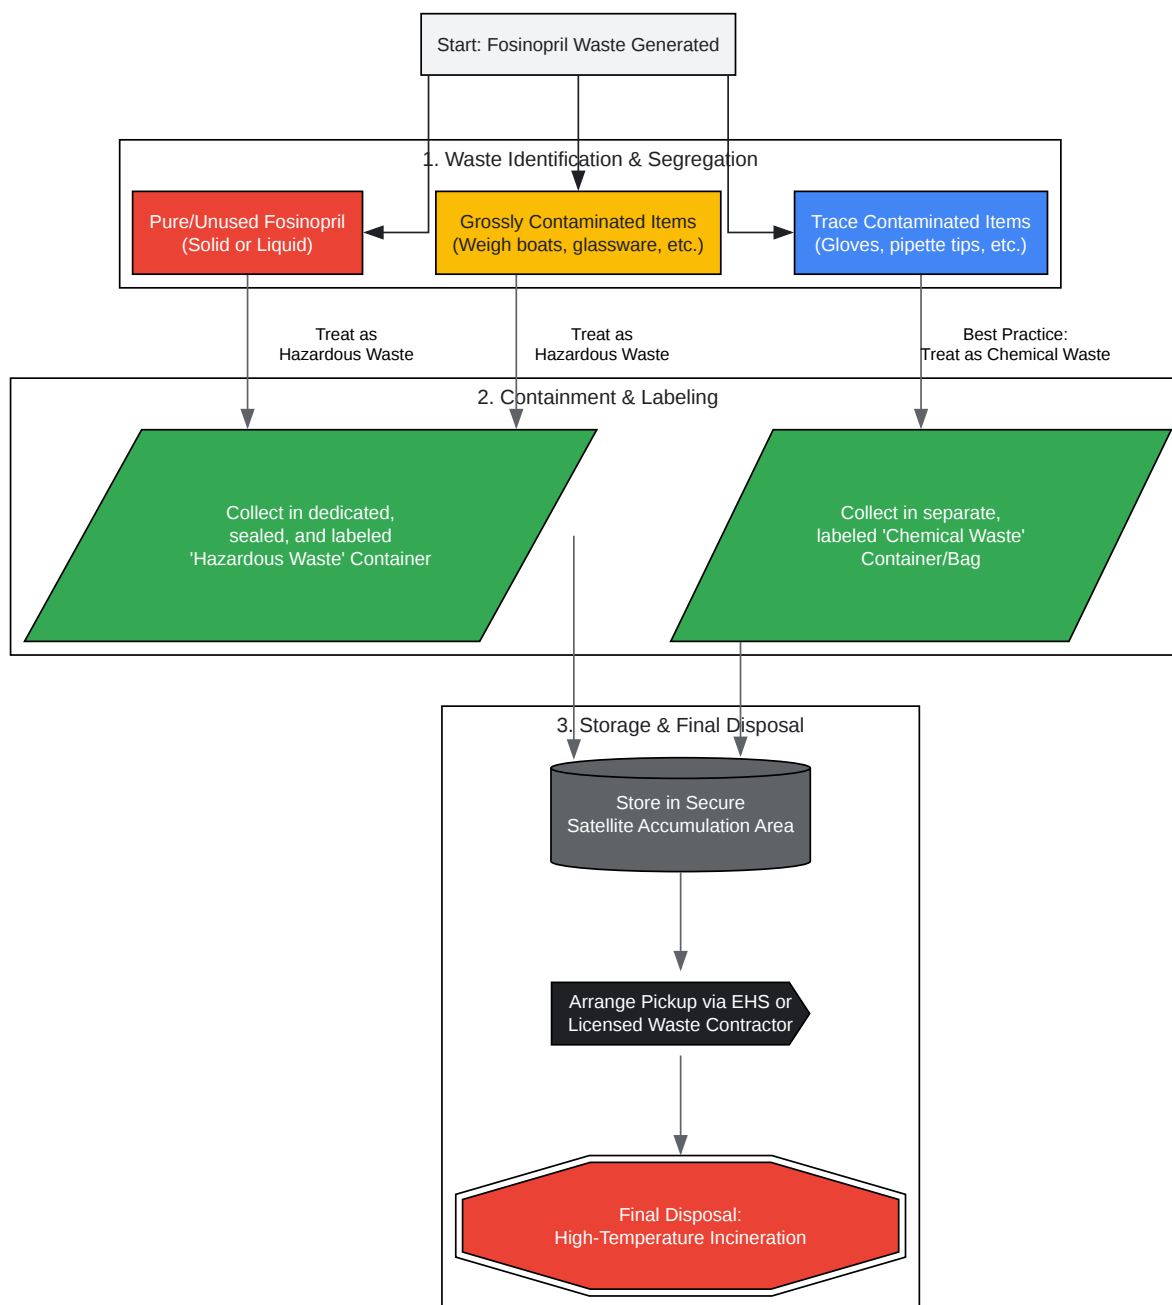 Start: Fosinopril Waste Generated
1. Waste Identification & Segregation
Pure/Unused Fosinopril
(Solid or Liquid)
Grossly Contaminated Items
(Weigh boats, glassware, etc.)
Trace Contaminated Items
(Gloves, pipette tips, etc.)
Treat as
Hazardous Waste
Treat as
Hazardous Waste
Best Practice:
Treat as Chemical Waste
2. Containment & Labeling
Collect in dedicated,
sealed, and labeled
'Hazardous Waste' Container
Collect in separate,
labeled 'Chemical Waste'
Container/Bag
3. Storage & Final Disposal
Store in Secure
Satellite Accumulation Area
Arrange Pickup via EHS or
Licensed Waste Contractor
Final Disposal:
High-Temperature Incineration